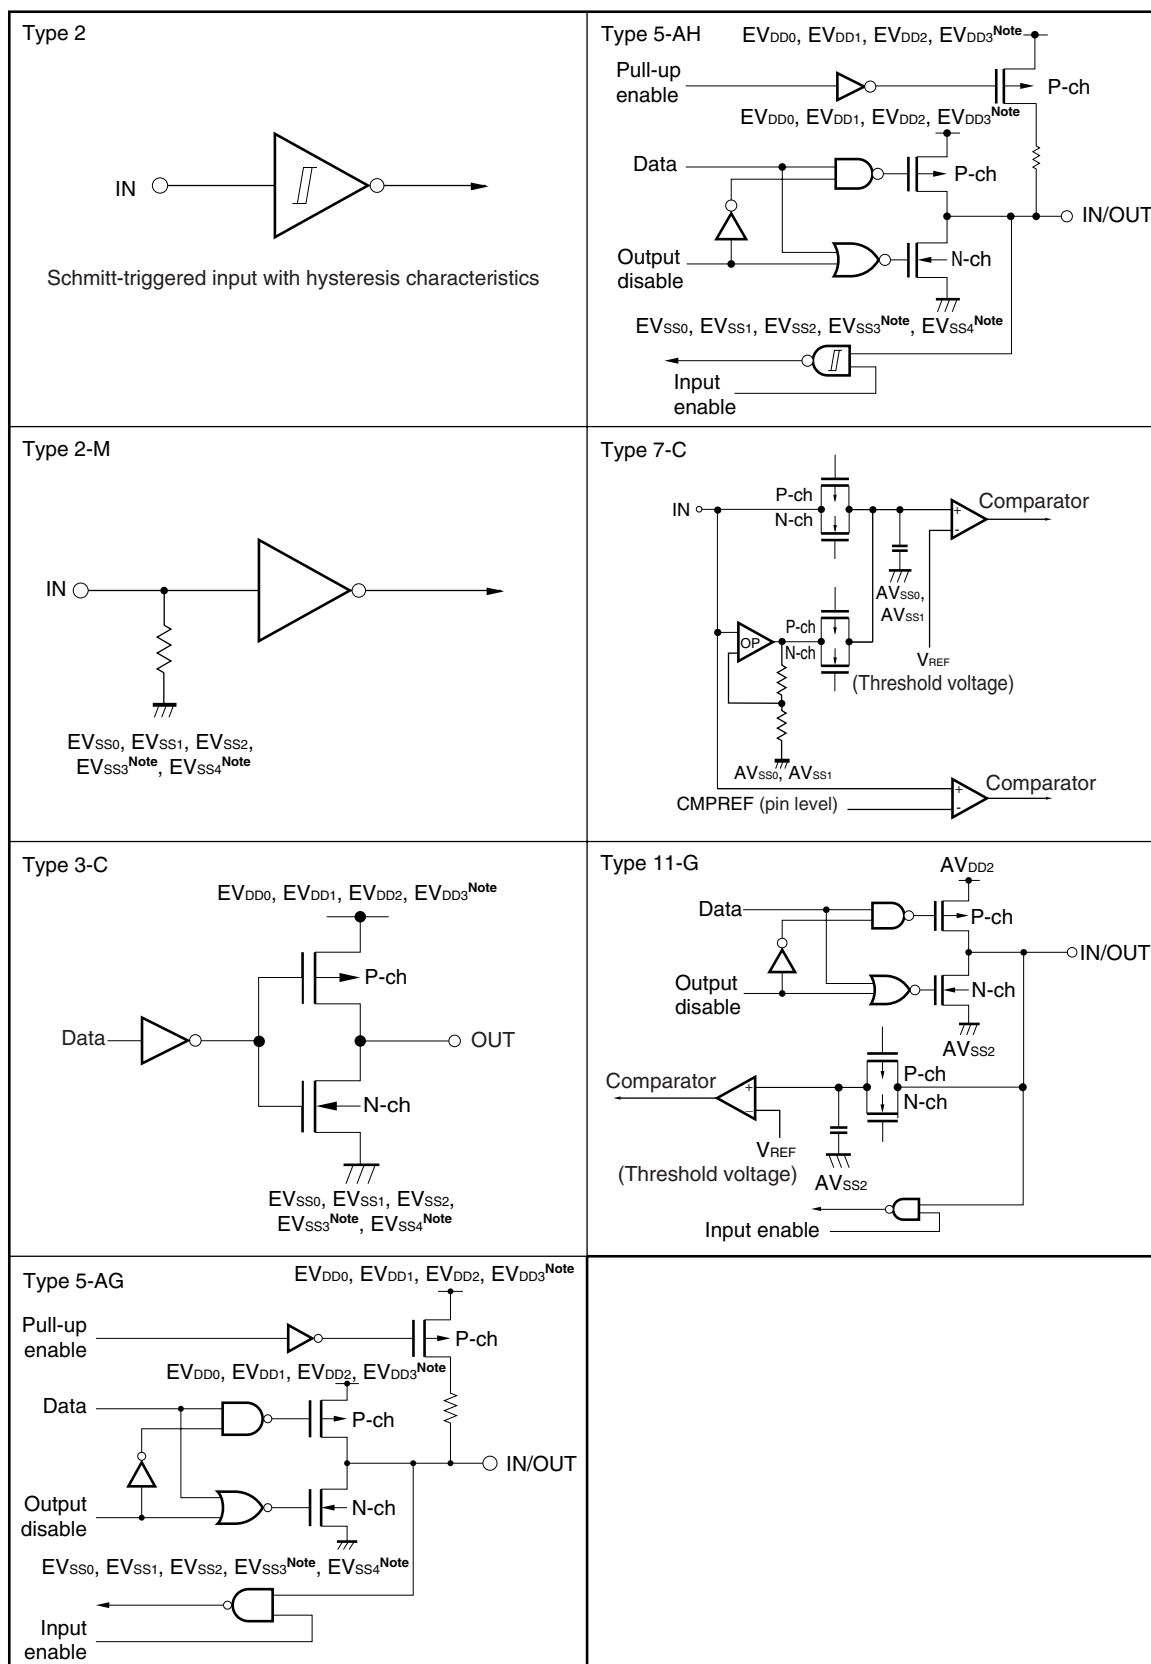 Type 2
IN
Schmitt-triggered input with hysteresis characteristics
Type 5-AH
EVDD0, EVDD1, EVDD2, EVDD3Note
Pull-up
enable
P-ch
EVDD0, EVDD1, EVDD2, EVDD3Note
Data
P-ch
IN/OUT
Output
disable
N-ch
EVSS0, EVSS1, EVSS2, EVSS3Note, EVSS4Note
Input
enable
Type 2-M
IN
EVSS0, EVSS1, EVSS2,
EVSS3Note, EVSS4Note
Type 7-C
P-ch
IN
N-ch
+
-
Comparator
AVSS0,
AVSS1
OP
P-ch
N-ch
VREF
(Threshold voltage)
AVSS0, AVSS1
CMPREF (pin level)
+
-
Comparator
Type 3-C
EVDD0, EVDD1, EVDD2, EVDD3Note
P-ch
Data
OUT
N-ch
EVSS0, EVSS1, EVSS2,
EVSS3Note, EVSS4Note
Type 11-G
AVDD2
Data
P-ch
IN/OUT
Output
disable
N-ch
AVSS2
Comparator
+
–
P-ch
N-ch
VREF
(Threshold voltage)
AVSS2
Input enable
Type 5-AG
EVDD0, EVDD1, EVDD2, EVDD3Note
Pull-up
enable
P-ch
EVDD0, EVDD1, EVDD2, EVDD3Note
Data
P-ch
IN/OUT
Output
disable
N-ch
EVSS0, EVSS1, EVSS2, EVSS3Note, EVSS4Note
Input
enable